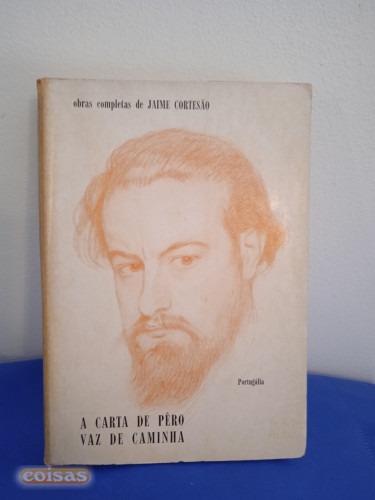 obras completas de JAIME CORTESÃO
Portugália
A CARTA DE PÊRO
VAZ DE CAMINHA
coisas